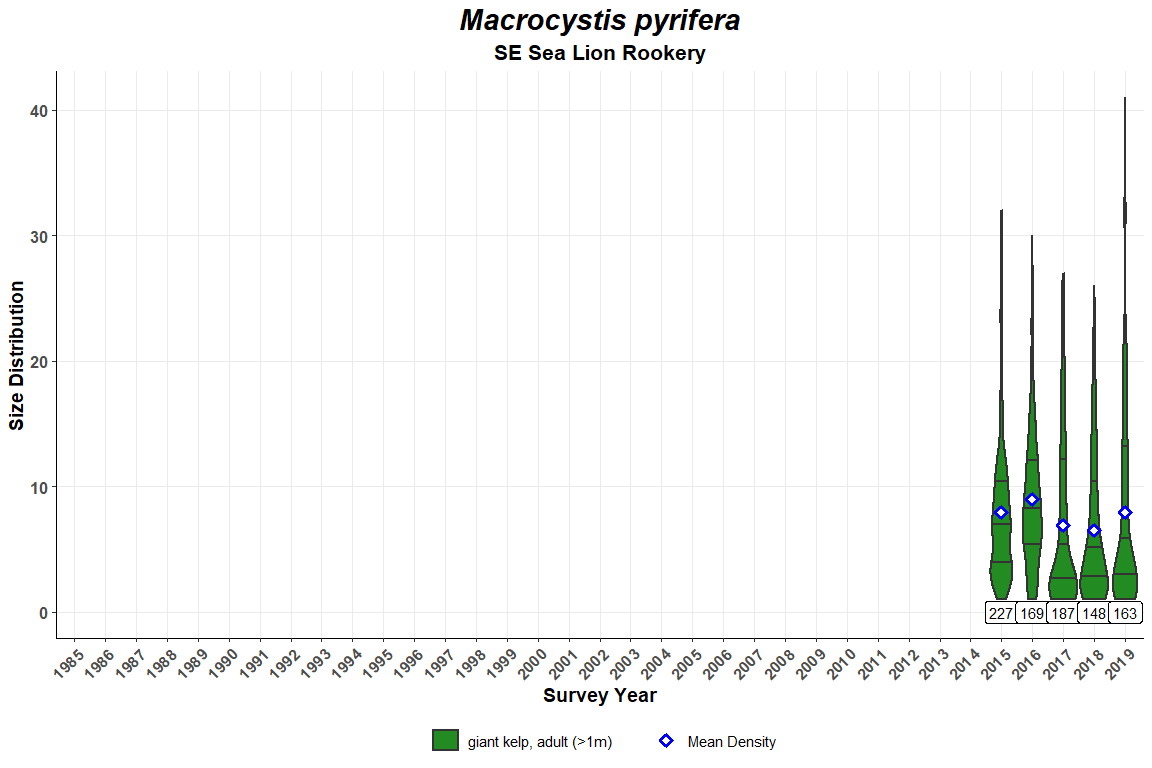 Macrocystis pyrifera
SE Sea Lion Rookery
Size Distribution
40
30
20
10
0
227 169 187 148 163
1985 1986 1987 1988 1989 1990 1991 1992 1993 1994 1995 1996 1997 1998 1999 2000 2001 2002 2003 2004 2005 2006 2007 2008 2009 2010 2011 2012 2013 2014 2015 2016 2017 2018 2019
Survey Year
giant kelp, adult (>1m) Mean Density